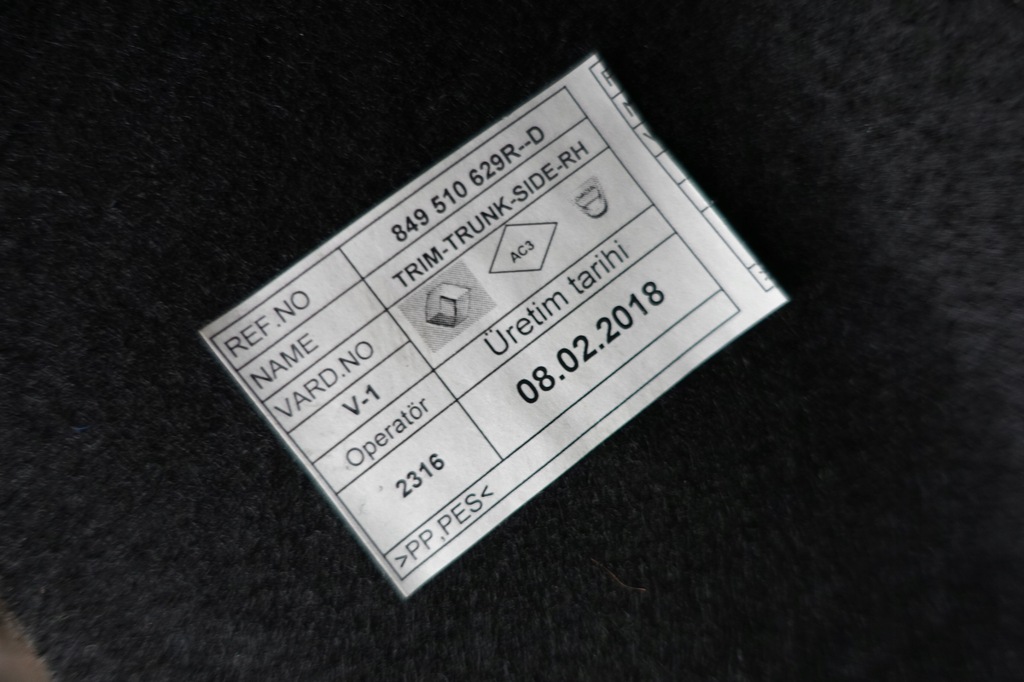 REF.NO 849 510 629R--D
NAME TRIM-TRUNK-SIDE-RH
VARD.NO
V-1
AC3
Operatör Üretim tarihi
2316 08.02.2018
>PP,PES<